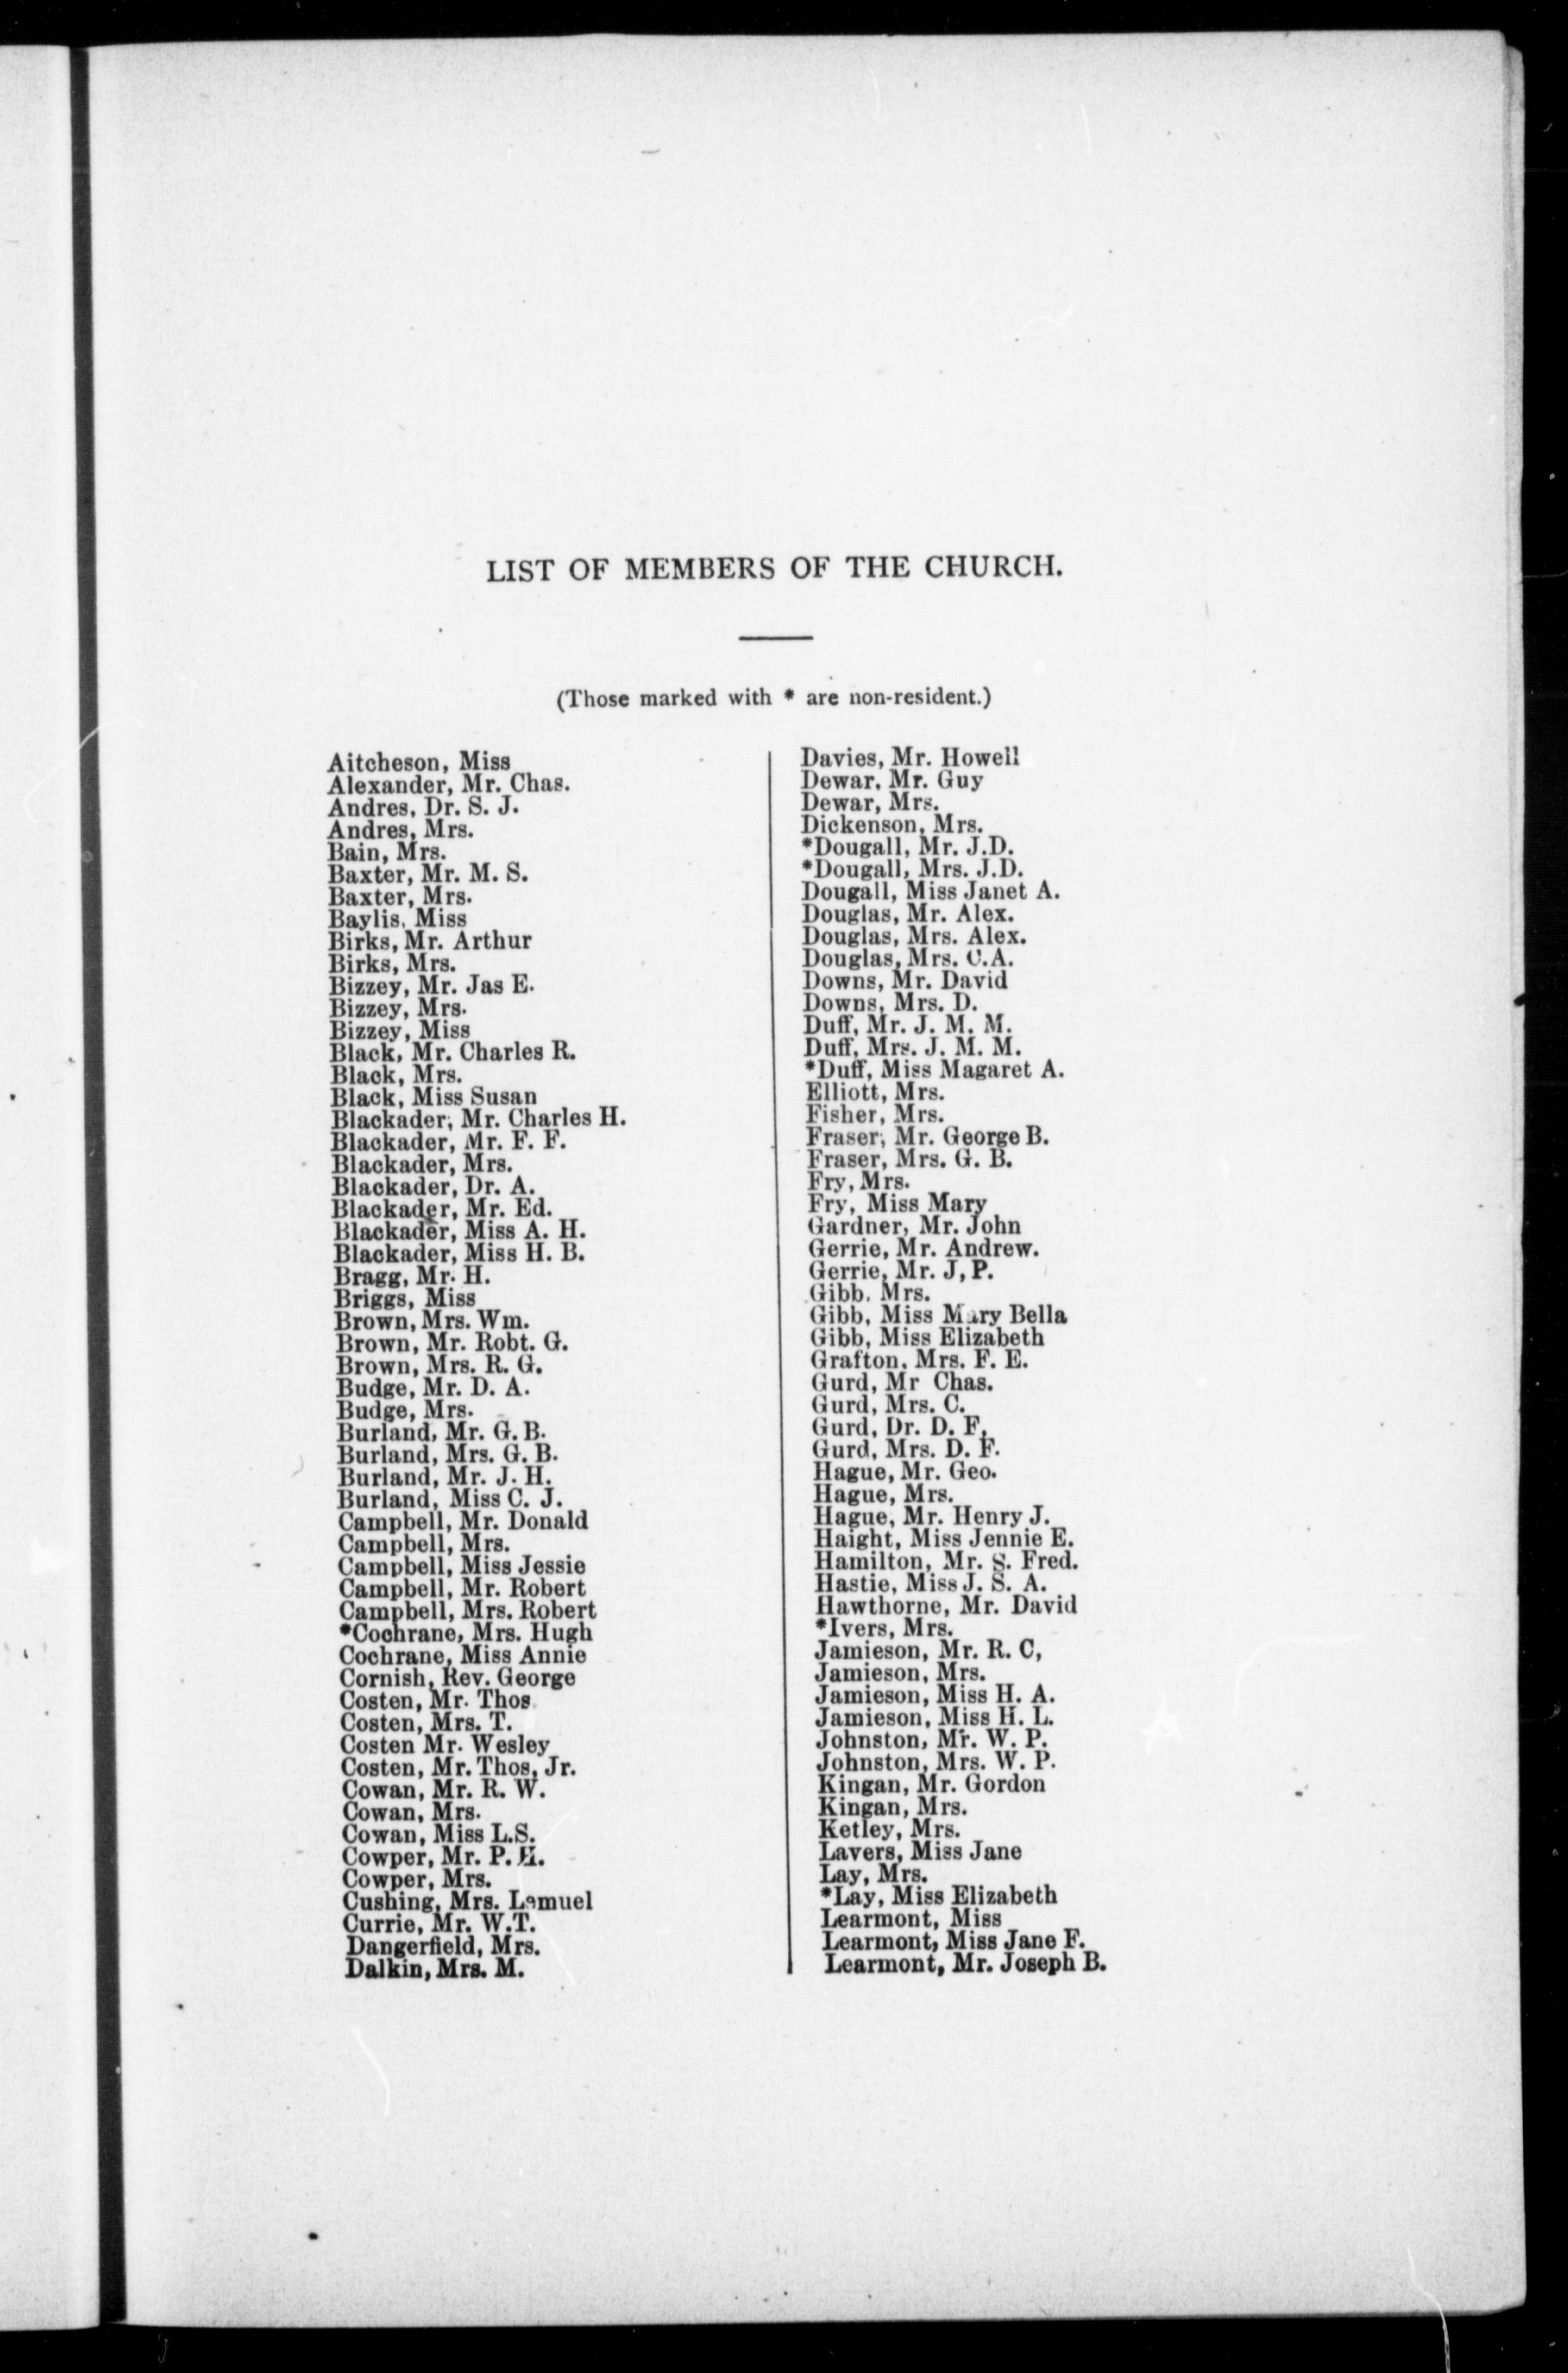 LIST OF MEMBERS OF THE CHURCH.
(Those marked with * are non-resident.)
Aitcheson, Miss
Alexander, Mr. Chas.
Andres, Dr. S. J.
Andres, Mrs.
Bain, Mrs.
Baxter, Mr. M. S.
Baxter, Mrs.
Baylis, Miss
Birks, Mr. Arthur
Birks, Mrs.
Bizzey, Mr. Jas E.
Bizzey, Mrs.
Bizzey, Miss
Black, Mr. Charles R.
Black, Mrs.
Black, Miss Susan
Blackader, Mr. Charles H.
Blackader, Mr. F. F.
Blackader, Mrs.
Blackader, Dr. A.
Blackader, Mr. Ed.
Blackader, Miss A. H.
Blackader, Miss H. B.
Bragg, Mr. H.
Briggs, Miss
Brown, Mrs. Wm.
Brown, Mr. Robt. G.
Brown, Mrs. R. G.
Budge, Mr. D. A.
Budge, Mrs.
Burland, Mr. G. B.
Burland, Mrs. G. B.
Burland, Mr. J. H.
Burland, Miss C. J.
Campbell, Mr. Donald
Campbell, Mrs.
Campbell, Miss Jessie
Campbell, Mr. Robert
Campbell, Mrs. Robert
*Cochrane, Mrs. Hugh
Cochrane, Miss Annie
Cornish, Rev. George
Costen, Mr. Thos
Costen, Mrs. T.
Costen Mr. Wesley
Costen, Mr. Thos, Jr.
Cowan, Mr. R. W.
Cowan, Mrs.
Cowan, Miss L.S.
Cowper, Mr. P. H.
Cowper, Mrs.
Cushing, Mrs. Lemuel
Currie, Mr. W.T.
Dangerfield, Mrs.
Dalkin, Mrs. M.
Davies, Mr. Howell
Dewar, Mr. Guy
Dewar, Mrs.
Dickenson, Mrs.
*Dougall, Mr. J.D.
*Dougall, Mrs. J.D.
Dougall, Miss Janet A.
Douglas, Mr. Alex.
Douglas, Mrs. Alex.
Douglas, Mrs. C.A.
Downs, Mr. David
Downs, Mrs. D.
Duff, Mr. J. M. M.
Duff, Mrs. J. M. M.
*Duff, Miss Magaret A.
Elliott, Mrs.
Fisher, Mrs.
Fraser, Mr. George B.
Fraser, Mrs. G. B.
Fry, Mrs.
Fry, Miss Mary
Gardner, Mr. John
Gerrie, Mr. Andrew.
Gerrie, Mr. J, P.
Gibb, Mrs.
Gibb, Miss Mary Bella
Gibb, Miss Elizabeth
Grafton, Mrs. F. E.
Gurd, Mr Chas.
Gurd, Mrs. C.
Gurd, Dr. D. F,
Gurd, Mrs. D. F.
Hague, Mr. Geo.
Hague, Mrs.
Hague, Mr. Henry J.
Haight, Miss Jennie E.
Hamilton, Mr. S. Fred.
Hastie, Miss J. S. A.
Hawthorne, Mr. David
*Ivers, Mrs.
Jamieson, Mr. R. C,
Jamieson, Mrs.
Jamieson, Miss H. A.
Jamieson, Miss H. L.
Johnston, Mr. W. P.
Johnston, Mrs. W. P.
Kingan, Mr. Gordon
Kingan, Mrs.
Ketley, Mrs.
Lavers, Miss Jane
Lay, Mrs.
*Lay, Miss Elizabeth
Learmont, Miss
Learmont, Miss Jane F.
Learmont, Mr. Joseph B.